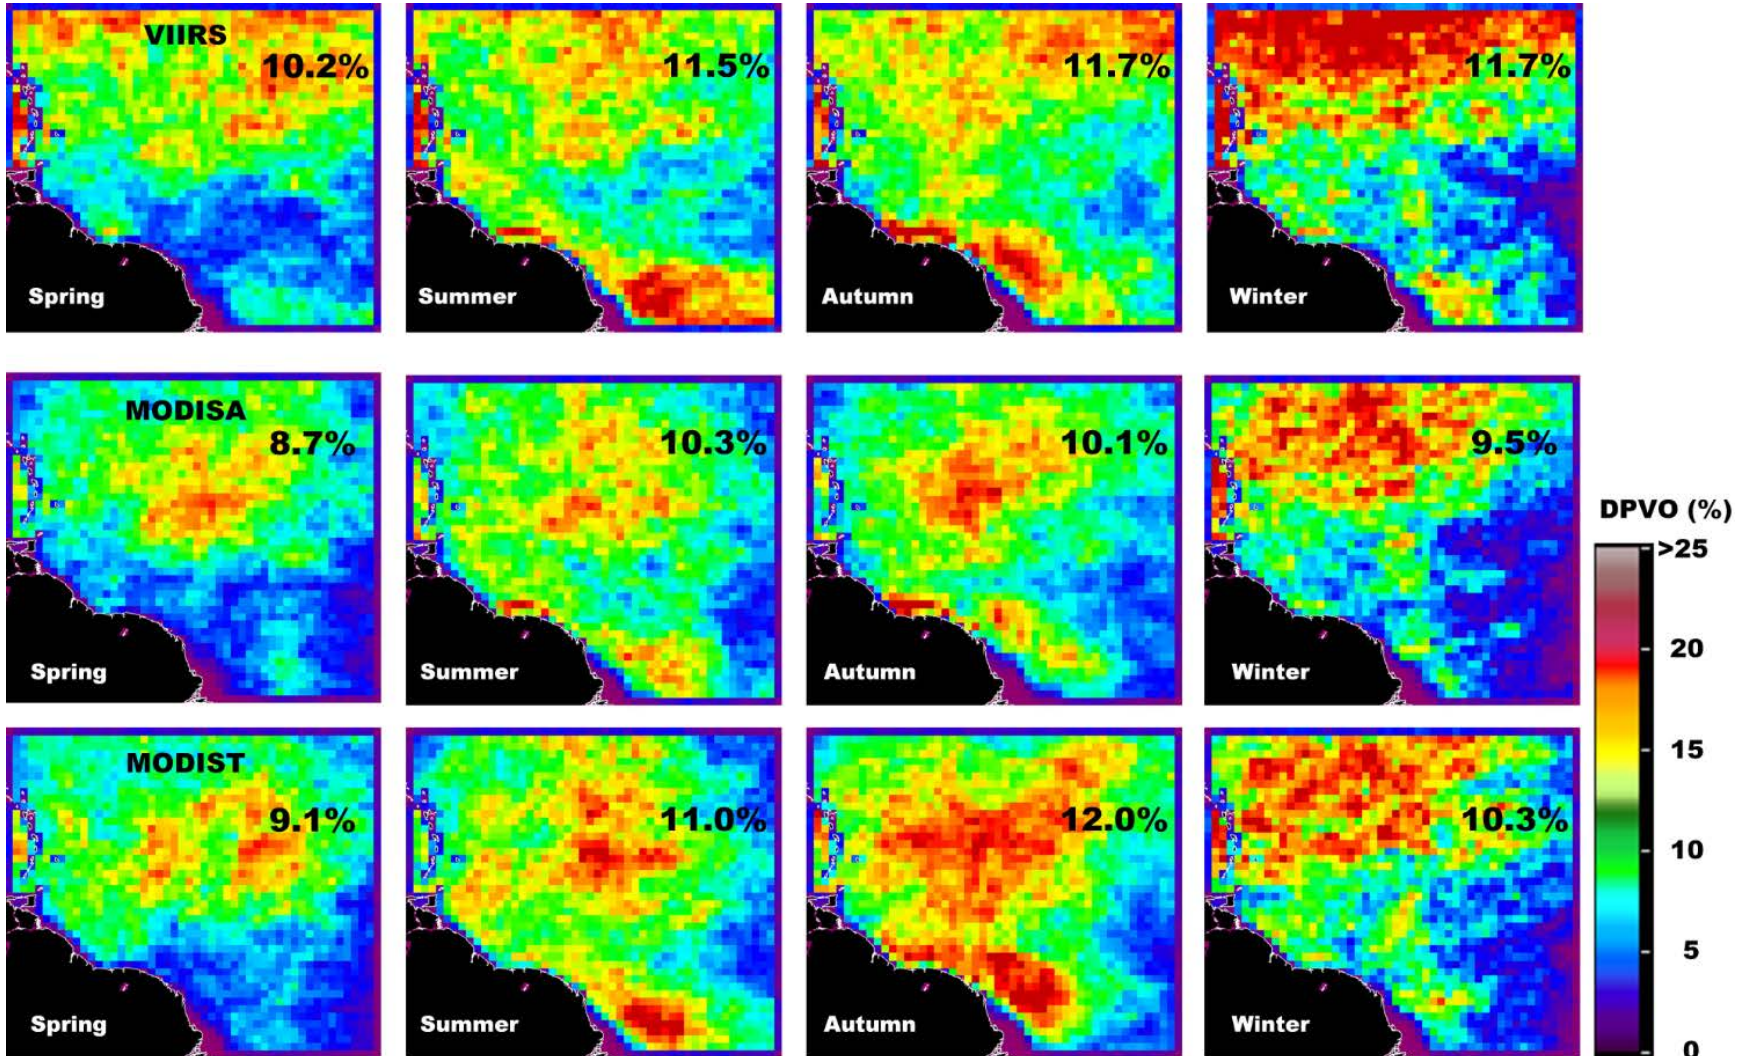 VIIRS
10.2%
11.5%
11.7%
11.7%
Spring
Summer
Autumn
Winter
MODISA
8.7%
10.3%
10.1%
9.5%
Spring
Summer
Autumn
Winter
DPVO (%)
>25
20
15
10
5
0
MODIST
9.1%
11.0%
12.0%
10.3%
Spring
Summer
Autumn
Winter